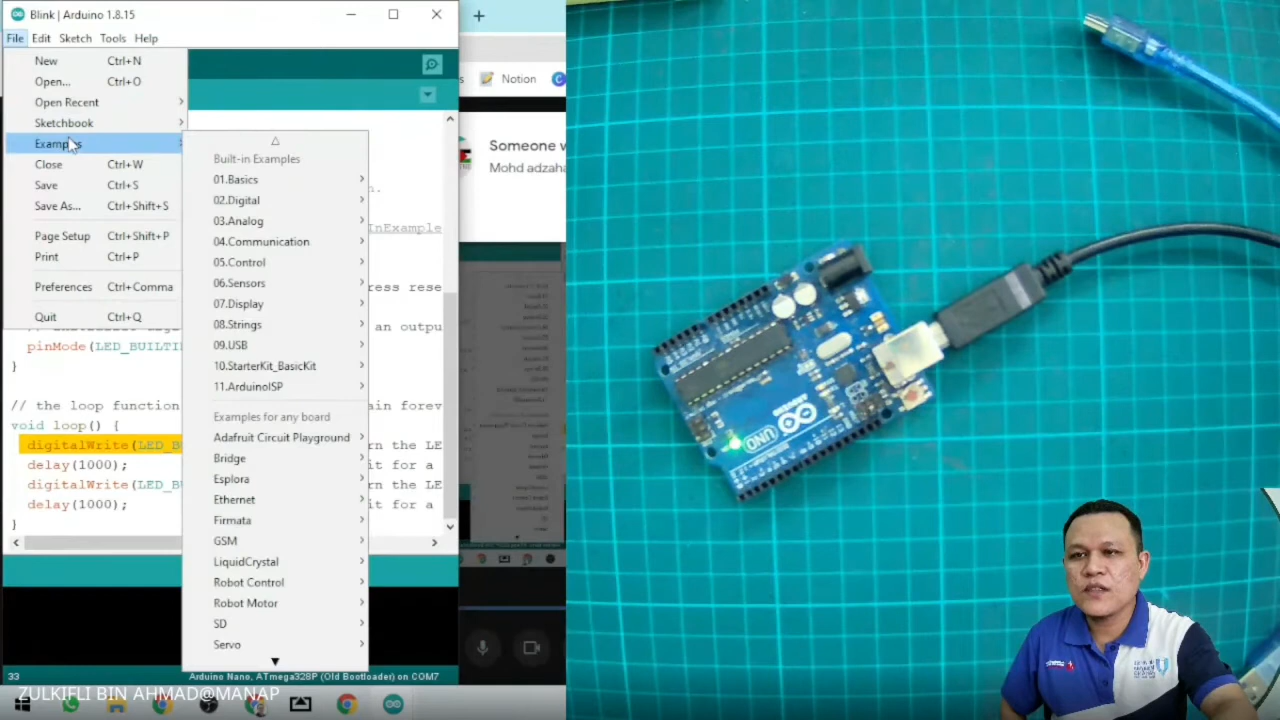 Blink | Arduino 1.8.15
File Edit Sketch Tools Help
New Ctrl+N
Open... Ctrl+O
Open Recent
Sketchbook
Examples
Close Ctrl+W
Save Ctrl+S
Save As... Ctrl+Shift+S
Page Setup Ctrl+Shift+P
Print Ctrl+P
Preferences Ctrl+Comma
Quit Ctrl+Q
Built-in Examples
01.Basics
02.Digital
03.Analog
04.Communication
05.Control
06.Sensors
07.Display
08.Strings
09.USB
10.StarterKit_BasicKit
11.ArduinoISP
Examples for any board
Adafruit Circuit Playground
Bridge
Esplora
Ethernet
Firmata
GSM
LiquidCrystal
Robot Control
Robot Motor
SD
Servo
n.
InExample
ress rese
an outpu
pinMode(LED_BUILTI
}
// the loop function
ain forev
void loop() {
digitalWrite(LED_BU
rn the LE
delay(1000);
it for a
digitalWrite(LED_BU
rn the LE
delay(1000);
it for a
}
33
Arduino Nano, ATmega328P (Old Bootloader) on COM7
ZULKIFLI BIN AHMAD@MANAP
Notion
Someone w
Mohd adzaha
UNO
ARDUINO